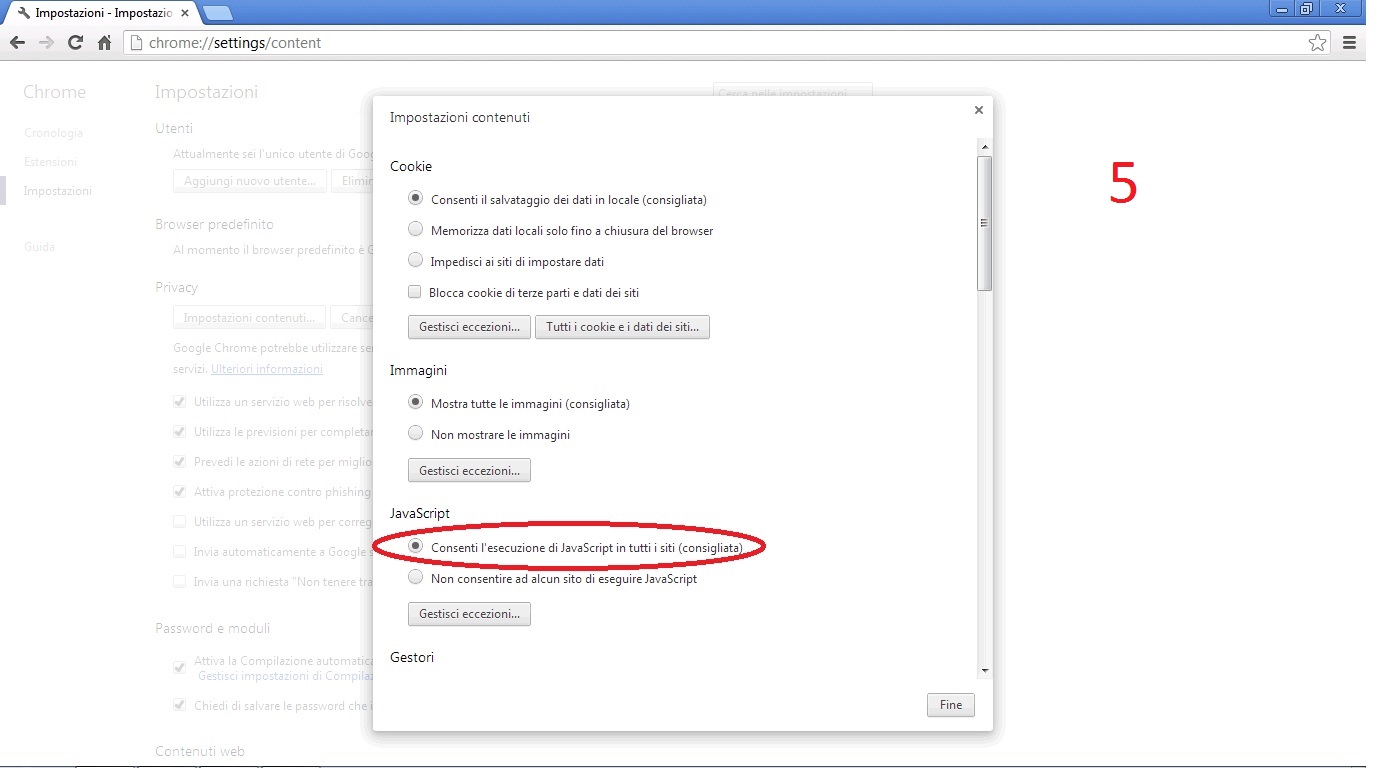 Impostazioni - Impostazio
chrome://settings/content
Chrome
Impostazioni
Cerca nelle impostazioni
Cronologia
Estensioni
Impostazioni
Guida
Utenti
Attualmente sei l'unico utente di Goo
Aggiungi nuovo utente... Elimin
Browser predefinito
Al momento il browser predefinito è G
Privacy
Impostazioni contenuti... Cance
Google Chrome potrebbe utilizzare se
servizi. Ulteriori informazioni
Utilizza un servizio web per risolve
Utilizza le previsioni per completar
Prevedi le azioni di rete per miglio
Attiva protezione contro phishing
Utilizza un servizio web per correg
Invia automaticamente a Google s
Invia una richiesta "Non tenere tra
Password e moduli
Attiva la Compilazione automatica
Gestisci impostazioni di Compilaz
Chiedi di salvare le password che i
Contenuti web
Impostazioni contenuti
Cookie
Consenti il salvataggio dei dati in locale (consigliata)
Memorizza dati locali solo fino a chiusura del browser
Impedisci ai siti di impostare dati
Blocca cookie di terze parti e dati dei siti
Gestisci eccezioni... Tutti i cookie e i dati dei siti...
Immagini
Mostra tutte le immagini (consigliata)
Non mostrare le immagini
Gestisci eccezioni...
JavaScript
Consenti l'esecuzione di JavaScript in tutti i siti (consigliata)
Non consentire ad alcun sito di eseguire JavaScript
Gestisci eccezioni...
Gestori
Fine
5